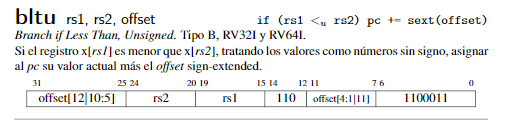 bltu rs1, rs2, offset if (rs1 <u rs2) pc += sext(offset)
Branch if Less Than, Unsigned. Tipo B, RV32I y RV64I.
Si el registro x[rs1] es menor que x[rs2], tratando los valores como números sin signo, asignar
al pc su valor actual más el offset sign-extended.
31 25 24 20 19 15 14 12 11 7 6 0
offset[12|10:5] rs2 rs1 110 offset[4:1|11] 1100011